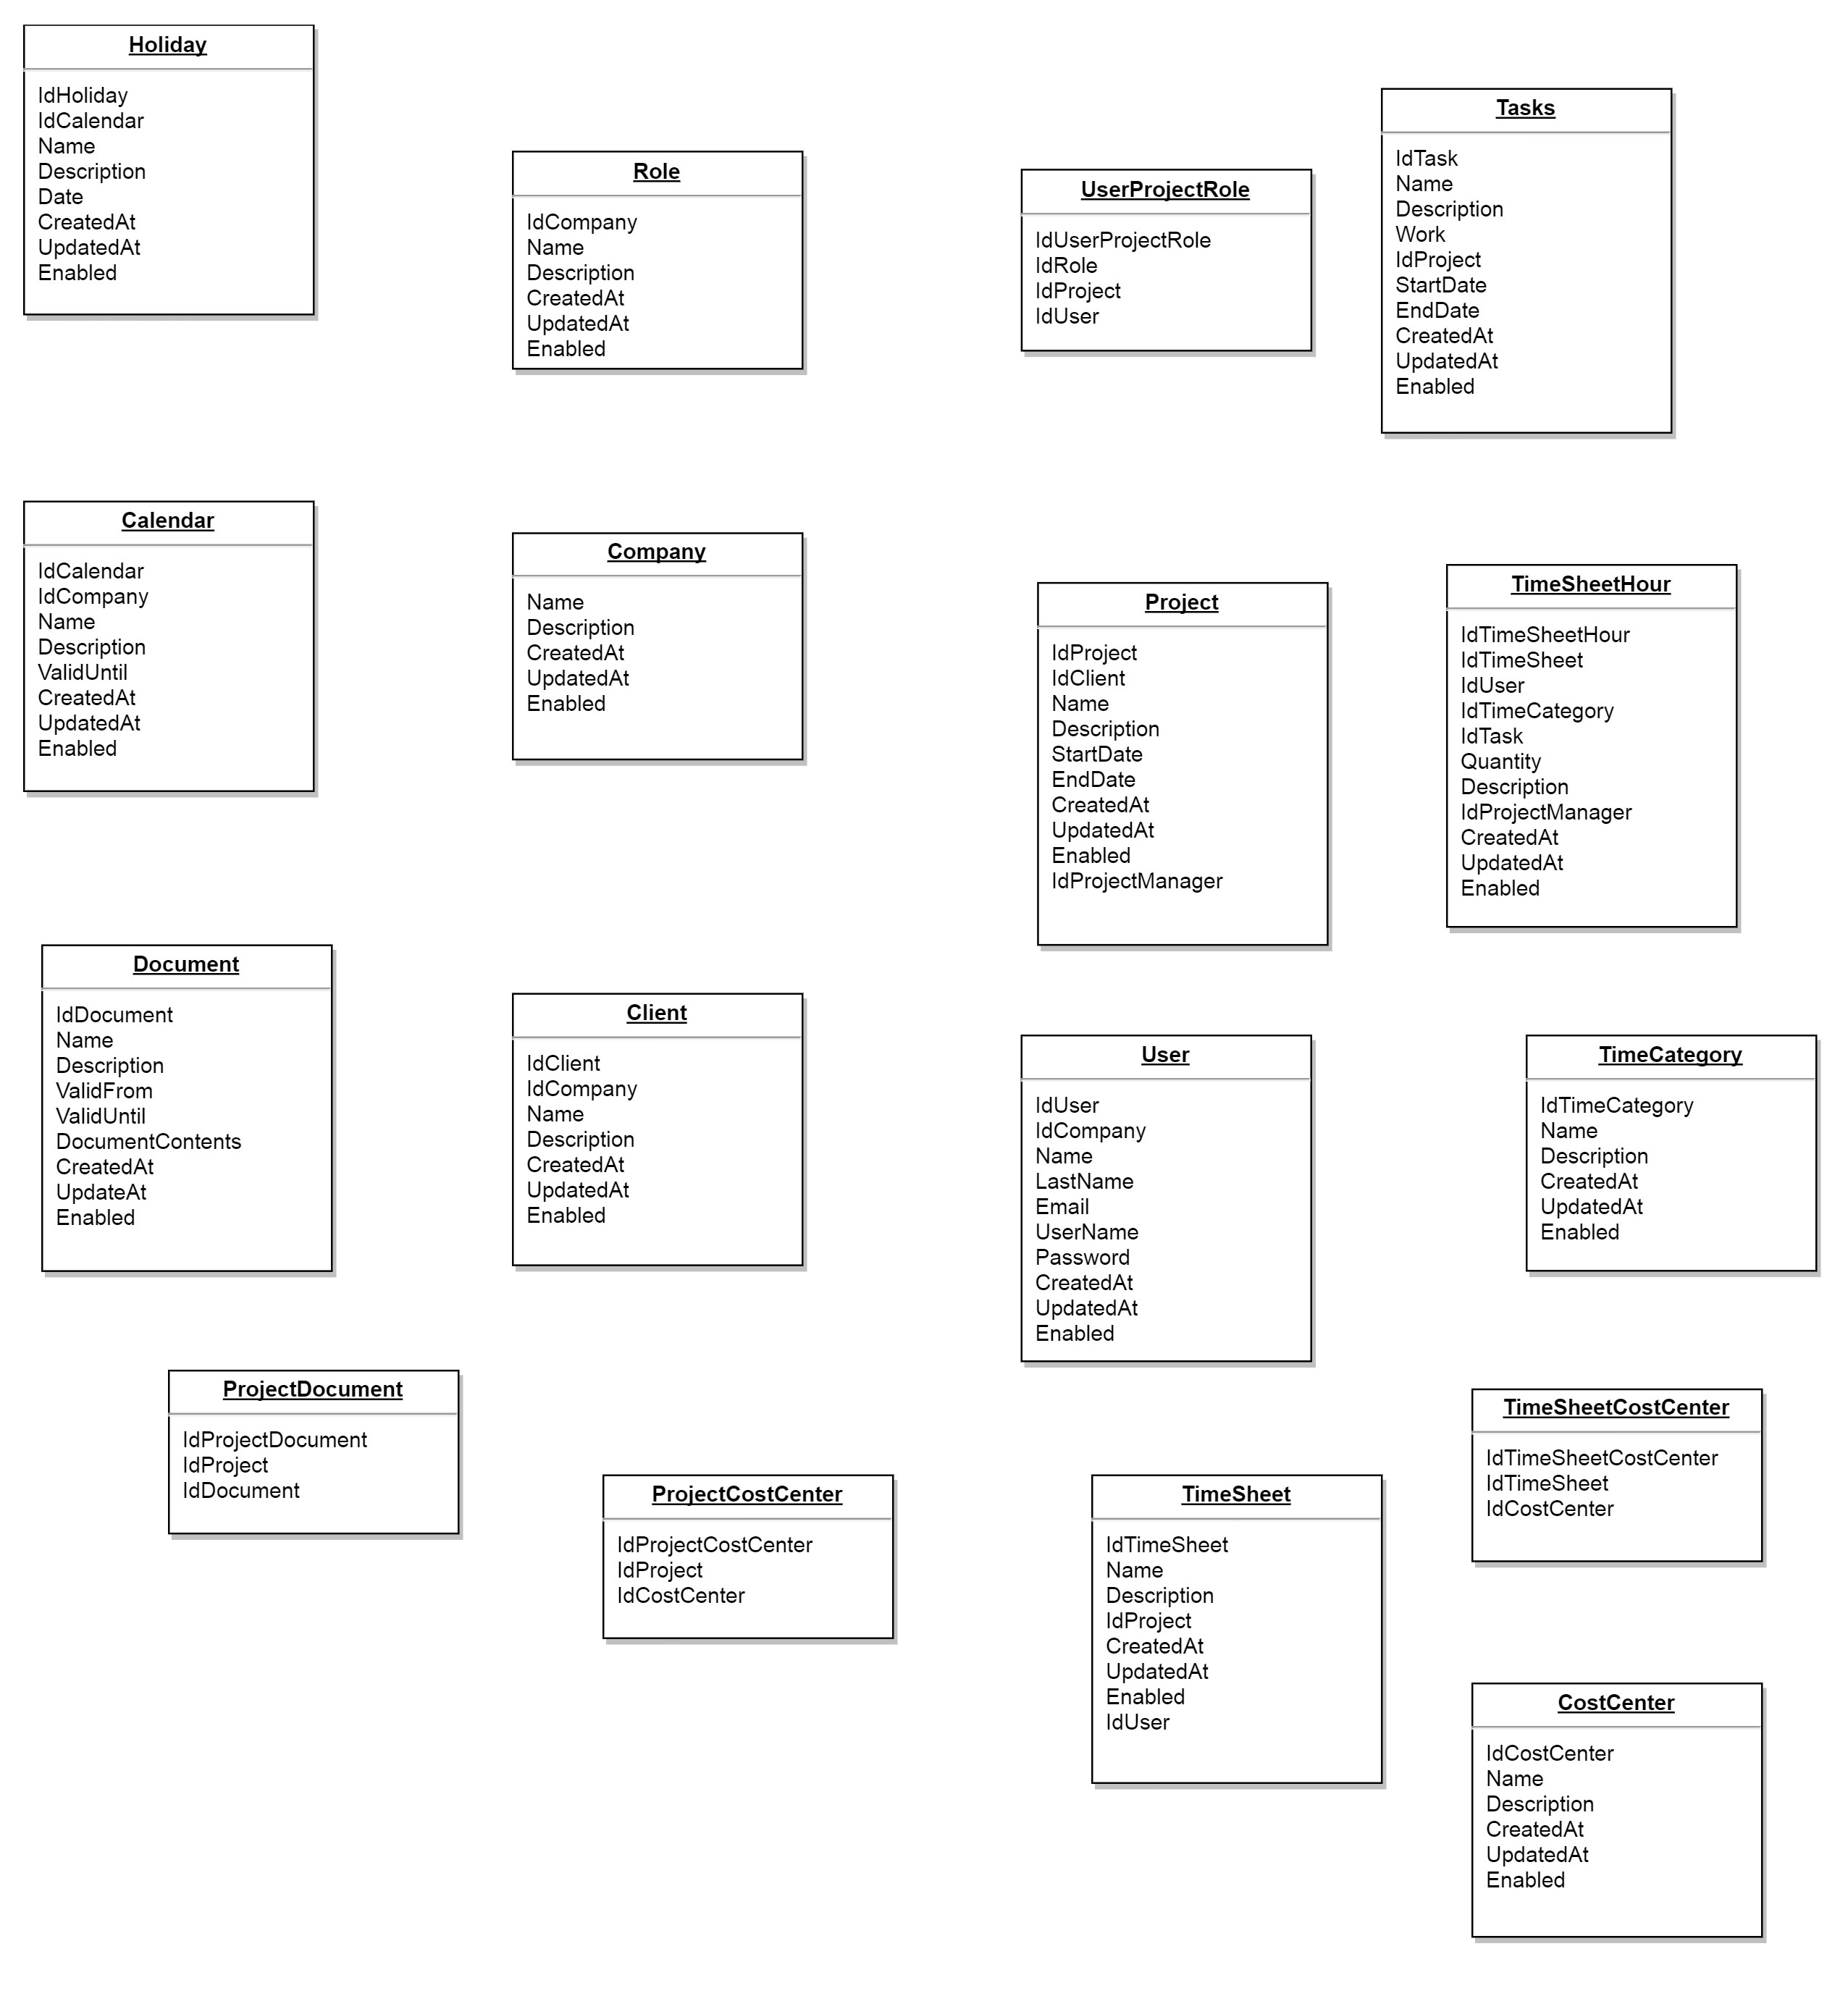 Holiday
IdHoliday
IdCalendar
Name
Description
Date
CreatedAt
UpdatedAt
Enabled
Role
IdCompany
Name
Description
CreatedAt
UpdatedAt
Enabled
UserProjectRole
IdUserProjectRole
IdRole
IdProject
IdUser
Tasks
IdTask
Name
Description
Work
IdProject
StartDate
EndDate
CreatedAt
UpdatedAt
Enabled
Calendar
IdCalendar
IdCompany
Name
Description
ValidUntil
CreatedAt
UpdatedAt
Enabled
Company
Name
Description
CreatedAt
UpdatedAt
Enabled
Project
IdProject
IdClient
Name
Description
StartDate
EndDate
CreatedAt
UpdatedAt
Enabled
IdProjectManager
TimeSheetHour
IdTimeSheetHour
IdTimeSheet
IdUser
IdTimeCategory
IdTask
Quantity
Description
IdProjectManager
CreatedAt
UpdatedAt
Enabled
Document
IdDocument
Name
Description
ValidFrom
ValidUntil
DocumentContents
CreatedAt
UpdateAt
Enabled
Client
IdClient
IdCompany
Name
Description
CreatedAt
UpdatedAt
Enabled
User
IdUser
IdCompany
Name
LastName
Email
UserName
Password
CreatedAt
UpdatedAt
Enabled
TimeCategory
IdTimeCategory
Name
Description
CreatedAt
UpdatedAt
Enabled
ProjectDocument
IdProjectDocument
IdProject
IdDocument
ProjectCostCenter
IdProjectCostCenter
IdProject
IdCostCenter
TimeSheet
IdTimeSheet
Name
Description
IdProject
CreatedAt
UpdatedAt
Enabled
IdUser
TimeSheetCostCenter
IdTimeSheetCostCenter
IdTimeSheet
IdCostCenter
CostCenter
IdCostCenter
Name
Description
CreatedAt
UpdatedAt
Enabled